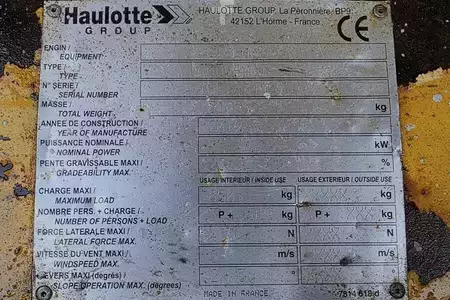 Haulotte
GROUP
HAULOTTE GROUP, La Péronnière, BP9
42152 L'Horme - France
CE
ENGIN /
EQUIPMENT
TYPE /
TYPE
N° SERIE /
SERIAL NUMBER
MASSE /
TOTAL WEIGHT
kg
ANNEE DE CONSTRUCTION /
YEAR OF MANUFACTURE
PUISSANCE NOMINALE /
NOMINAL POWER
kW
PENTE GRAVISSABLE MAXI /
GRADEABILITY MAX.
%
USAGE INTERIEUR / INSIDE USE
USAGE EXTERIEUR / OUTSIDE USE
CHARGE MAXI /
MAXIMUM LOAD
kg kg
NOMBRE PERS. + CHARGE /
NUMBER OF PERSONS + LOAD
P + kg P + kg
FORCE LATERALE MAXI /
LATERAL FORCE MAX.
N N
VITESSE DU VENT MAXI /
WINDSPEED MAX.
m/s m/s
DEVERS MAXI (degrés) /
SLOPE OPERATION MAX. (degrés)
MADE IN FRANCE
7814 618 d